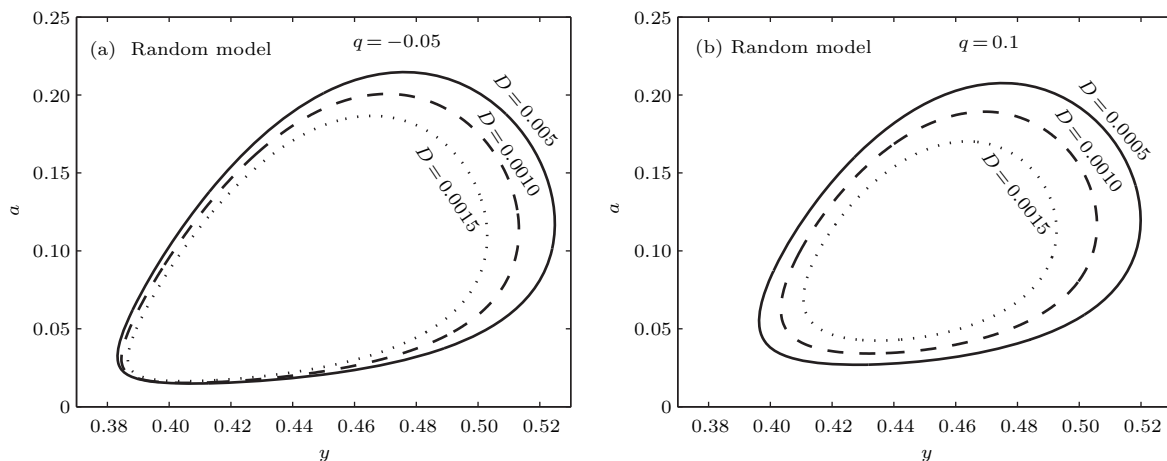 (a) Random model
q = −0.05
0.25
0.20
0.15
0.10
0.05
0
a
D = 0.005
D = 0.0010
D = 0.0015
0.38 0.40 0.42 0.44 0.46 0.48 0.50 0.52
y
(b) Random model
q = 0.1
0.25
0.20
0.15
0.10
0.05
0
a
D = 0.0005
D = 0.0010
D = 0.0015
0.38 0.40 0.42 0.44 0.46 0.48 0.50 0.52
y